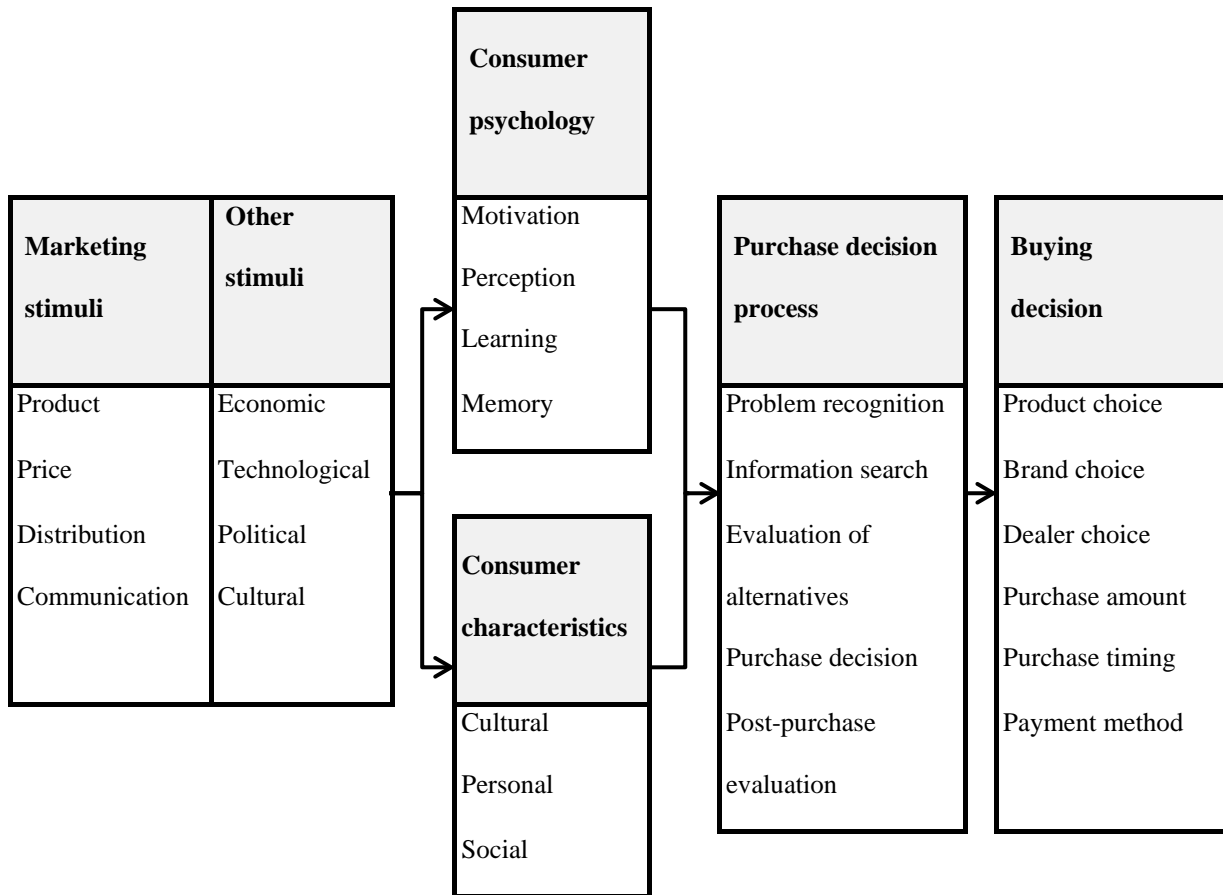 Marketing
stimuli
Product
Price
Distribution
Communication
Other
stimuli
Economic
Technological
Political
Cultural
Consumer
psychology
Motivation
Perception
Learning
Memory
Consumer
characteristics
Cultural
Personal
Social
Purchase decision
process
Problem recognition
Information search
Evaluation of
alternatives
Purchase decision
Post-purchase
evaluation
Buying
decision
Product choice
Brand choice
Dealer choice
Purchase amount
Purchase timing
Payment method